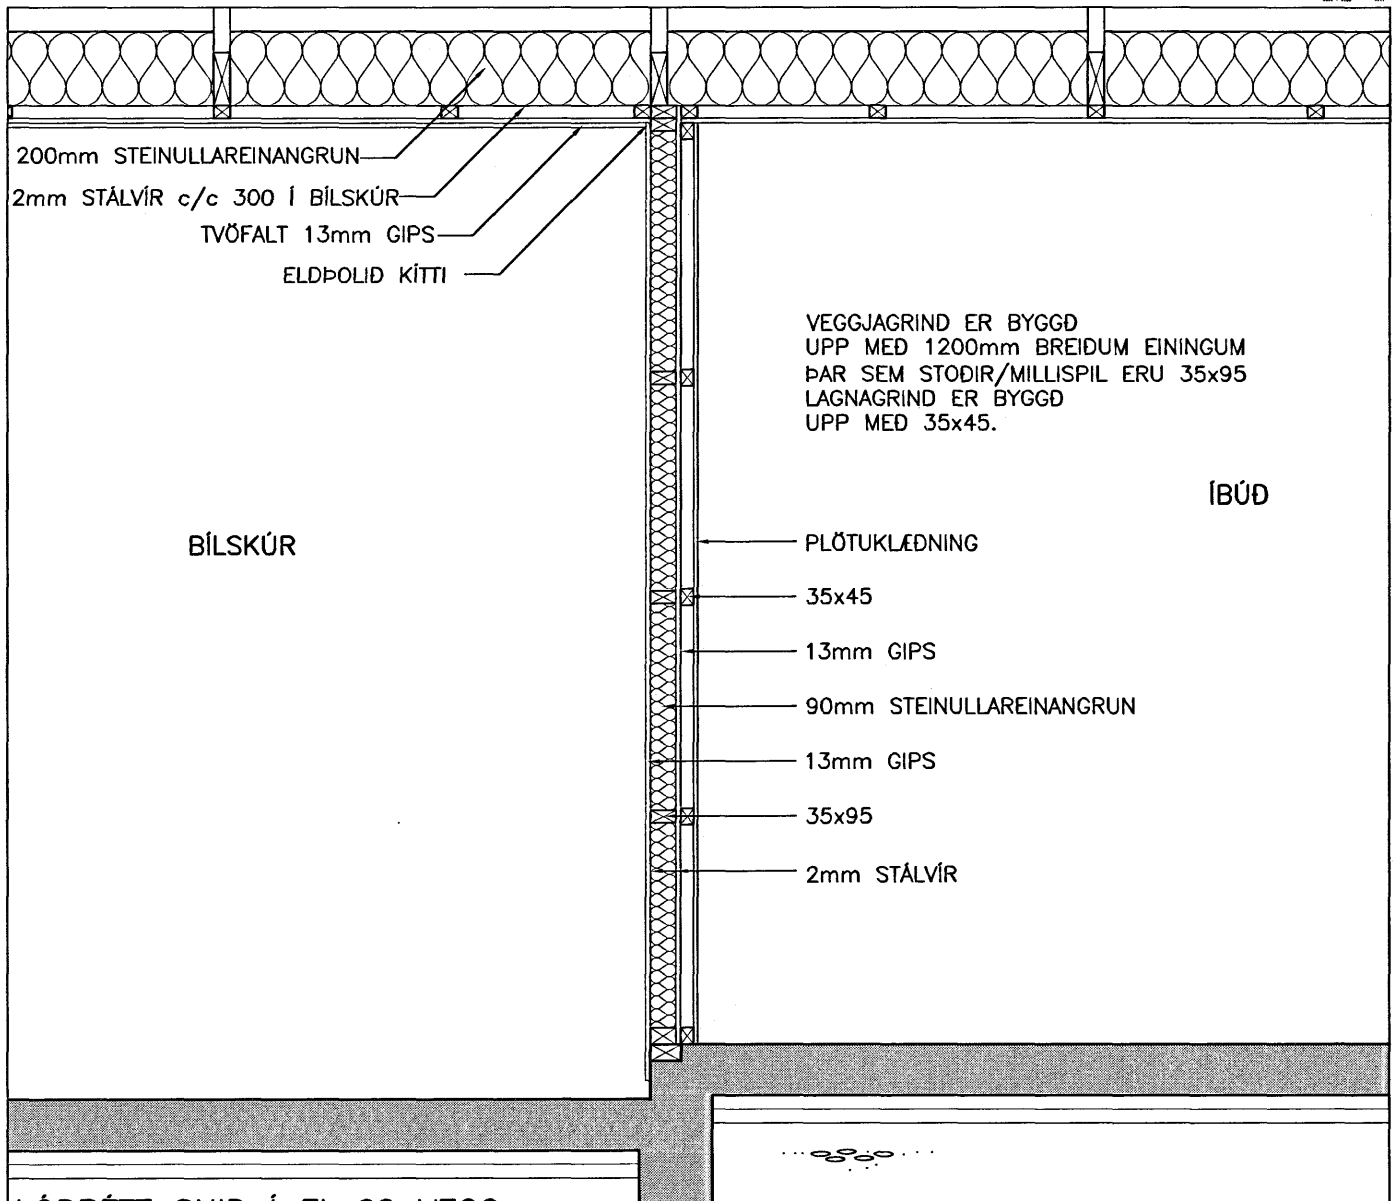 200mm STEINULLAREINANGRUN
2mm STÁLVÍR c/c 300 Í BÍLSKÚR
TVÖFALT 13mm GIPS
ELDÞOLIÐ KÍTTI
VEGGJAGRIND ER BYGGÐ
UPP MEÐ 1200mm BREIÐUM EININGUM
ÞAR SEM STOÐIR/MILLISPIL ERU 35x95
LAGNAGRIND ER BYGGÐ
UPP MEÐ 35x45.
ÍBÚÐ
BÍLSKÚR
PLÖTUKLÆÐNING
35x45
13mm GIPS
90mm STEINULLAREINANGRUN
13mm GIPS
35x95
2mm STÁLVÍR